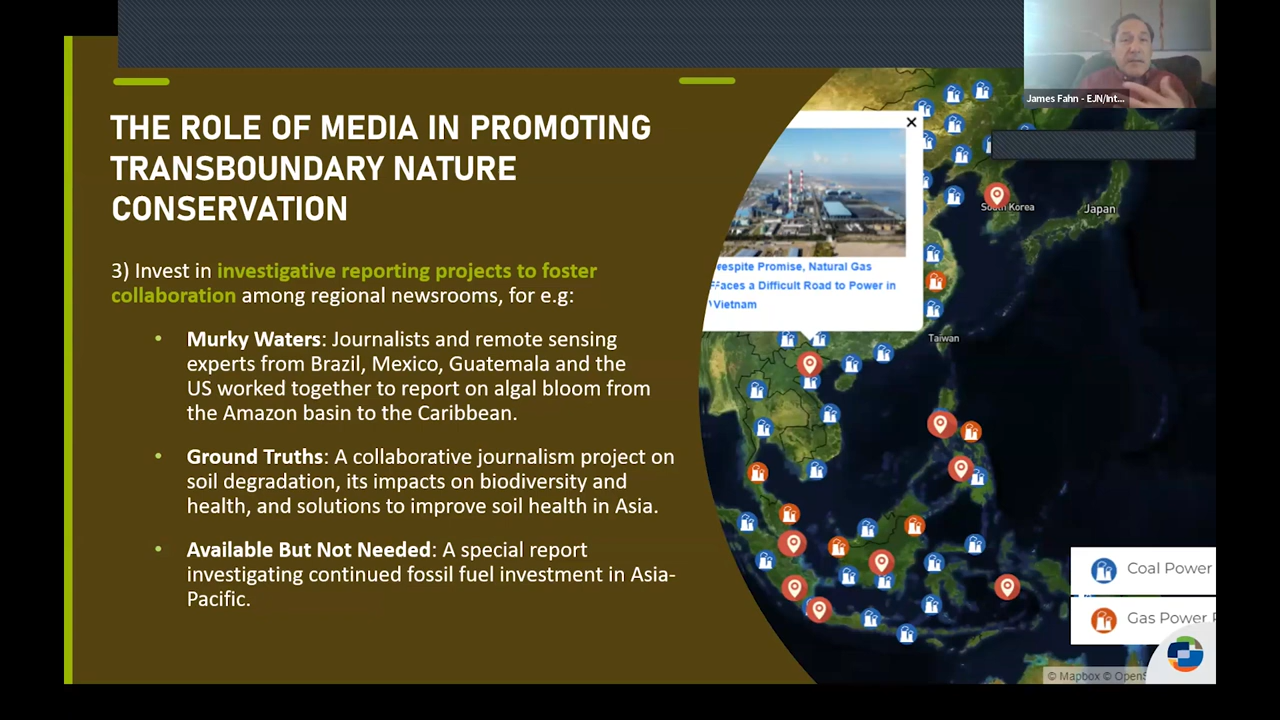 James Fahn - EJN/Int...
THE ROLE OF MEDIA IN PROMOTING
TRANSBOUNDARY NATURE
CONSERVATION
3) Invest in investigative reporting projects to foster
collaboration among regional newsrooms, for e.g:
• Murky Waters: Journalists and remote sensing
experts from Brazil, Mexico, Guatemala and the
US worked together to report on algal bloom from
the Amazon basin to the Caribbean.
• Ground Truths: A collaborative journalism project on
soil degradation, its impacts on biodiversity and
health, and solutions to improve soil health in Asia.
• Available But Not Needed: A special report
investigating continued fossil fuel investment in Asia-
Pacific.
espite Promise, Natural Gas
Faces a Difficult Road to Power in
Vietnam
South Korea
Japan
Taiwan
Coal Power
Gas Power
© Mapbox © OpenS